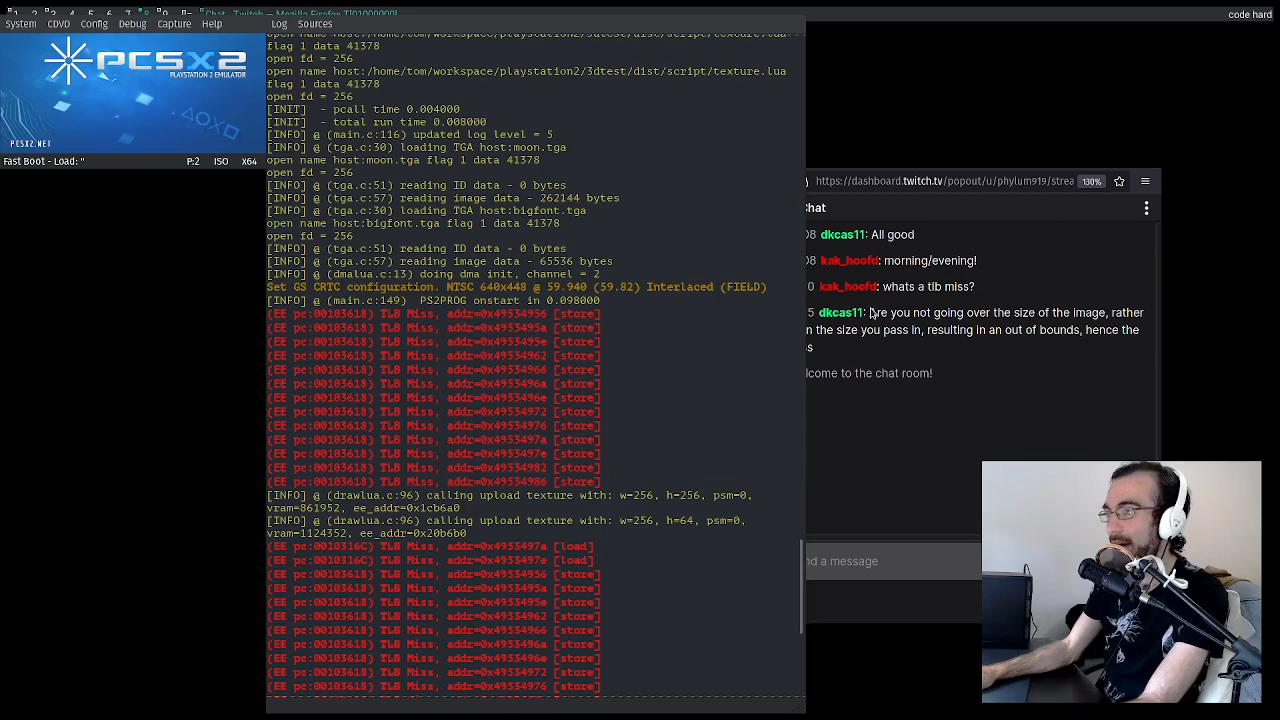 code hard
System CDVD Config Debug Capture Help
Log Sources
PCSX2
PLAYSTATION 2 EMULATOR
PCSX2.NET
Fast Boot - Load: '' P:2 ISO X64
flag 1 data 41378
open fd = 256
open name host:/home/tom/workspace/playstation2/3dtest/dist/script/texture.lua
flag 1 data 41378
open fd = 256
[INIT] - pcall time 0.004000
[INIT] - total run time 0.008000
[INFO] @ (main.c:116) updated log level = 5
[INFO] @ (tga.c:30) loading TGA host:moon.tga
open name host:moon.tga flag 1 data 41378
open fd = 256
[INFO] @ (tga.c:51) reading ID data - 0 bytes
[INFO] @ (tga.c:57) reading image data - 262144 bytes
[INFO] @ (tga.c:30) loading TGA host:bigfont.tga
open name host:bigfont.tga flag 1 data 41378
open fd = 256
[INFO] @ (tga.c:51) reading ID data - 0 bytes
[INFO] @ (tga.c:57) reading image data - 65536 bytes
[INFO] @ (dmalua.c:13) doing dma init, channel = 2
Set GS CRTC configuration. NTSC 640x448 @ 59.940 (59.82) Interlaced (FIELD)
[INFO] @ (main.c:149) PS2PROG onstart in 0.098000
(EE pc:00103618) TLB Miss, addr=0x49534956 [store]
(EE pc:00103618) TLB Miss, addr=0x4953495a [store]
(EE pc:00103618) TLB Miss, addr=0x4953495e [store]
(EE pc:00103618) TLB Miss, addr=0x49534962 [store]
(EE pc:00103618) TLB Miss, addr=0x49534966 [store]
(EE pc:00103618) TLB Miss, addr=0x4953496a [store]
(EE pc:00103618) TLB Miss, addr=0x4953496e [store]
(EE pc:00103618) TLB Miss, addr=0x49534972 [store]
(EE pc:00103618) TLB Miss, addr=0x49534976 [store]
(EE pc:00103618) TLB Miss, addr=0x4953497a [store]
(EE pc:00103618) TLB Miss, addr=0x4953497e [store]
(EE pc:00103618) TLB Miss, addr=0x49534982 [store]
(EE pc:00103618) TLB Miss, addr=0x49534986 [store]
[INFO] @ (drawlua.c:96) calling upload texture with: w=256, h=256, psm=0,
vram=861952, ee_addr=0x1cb6a0
[INFO] @ (drawlua.c:96) calling upload texture with: w=256, h=64, psm=0,
vram=1124352, ee_addr=0x20b6b0
(EE pc:0010316C) TLB Miss, addr=0x4953497a [load]
(EE pc:0010316C) TLB Miss, addr=0x4953497e [load]
(EE pc:00103618) TLB Miss, addr=0x49534956 [store]
(EE pc:00103618) TLB Miss, addr=0x4953495a [store]
(EE pc:00103618) TLB Miss, addr=0x4953495e [store]
(EE pc:00103618) TLB Miss, addr=0x49534962 [store]
(EE pc:00103618) TLB Miss, addr=0x49534966 [store]
(EE pc:00103618) TLB Miss, addr=0x4953496a [store]
(EE pc:00103618) TLB Miss, addr=0x4953496e [store]
(EE pc:00103618) TLB Miss, addr=0x49534972 [store]
(EE pc:00103618) TLB Miss, addr=0x49534976 [store]
https://dashboard.twitch.tv/popout/u/phylum919/strea 130%
Chat
08 dkcas11: All good
08 kak_hoofd: morning/evening!
0 kak_hoofd: whats a tlb miss?
5 dkcas11: Are you not going over the size of the image, rather
n the size you pass in, resulting in an out of bounds, hence the
s
lcome to the chat room!
nd a message